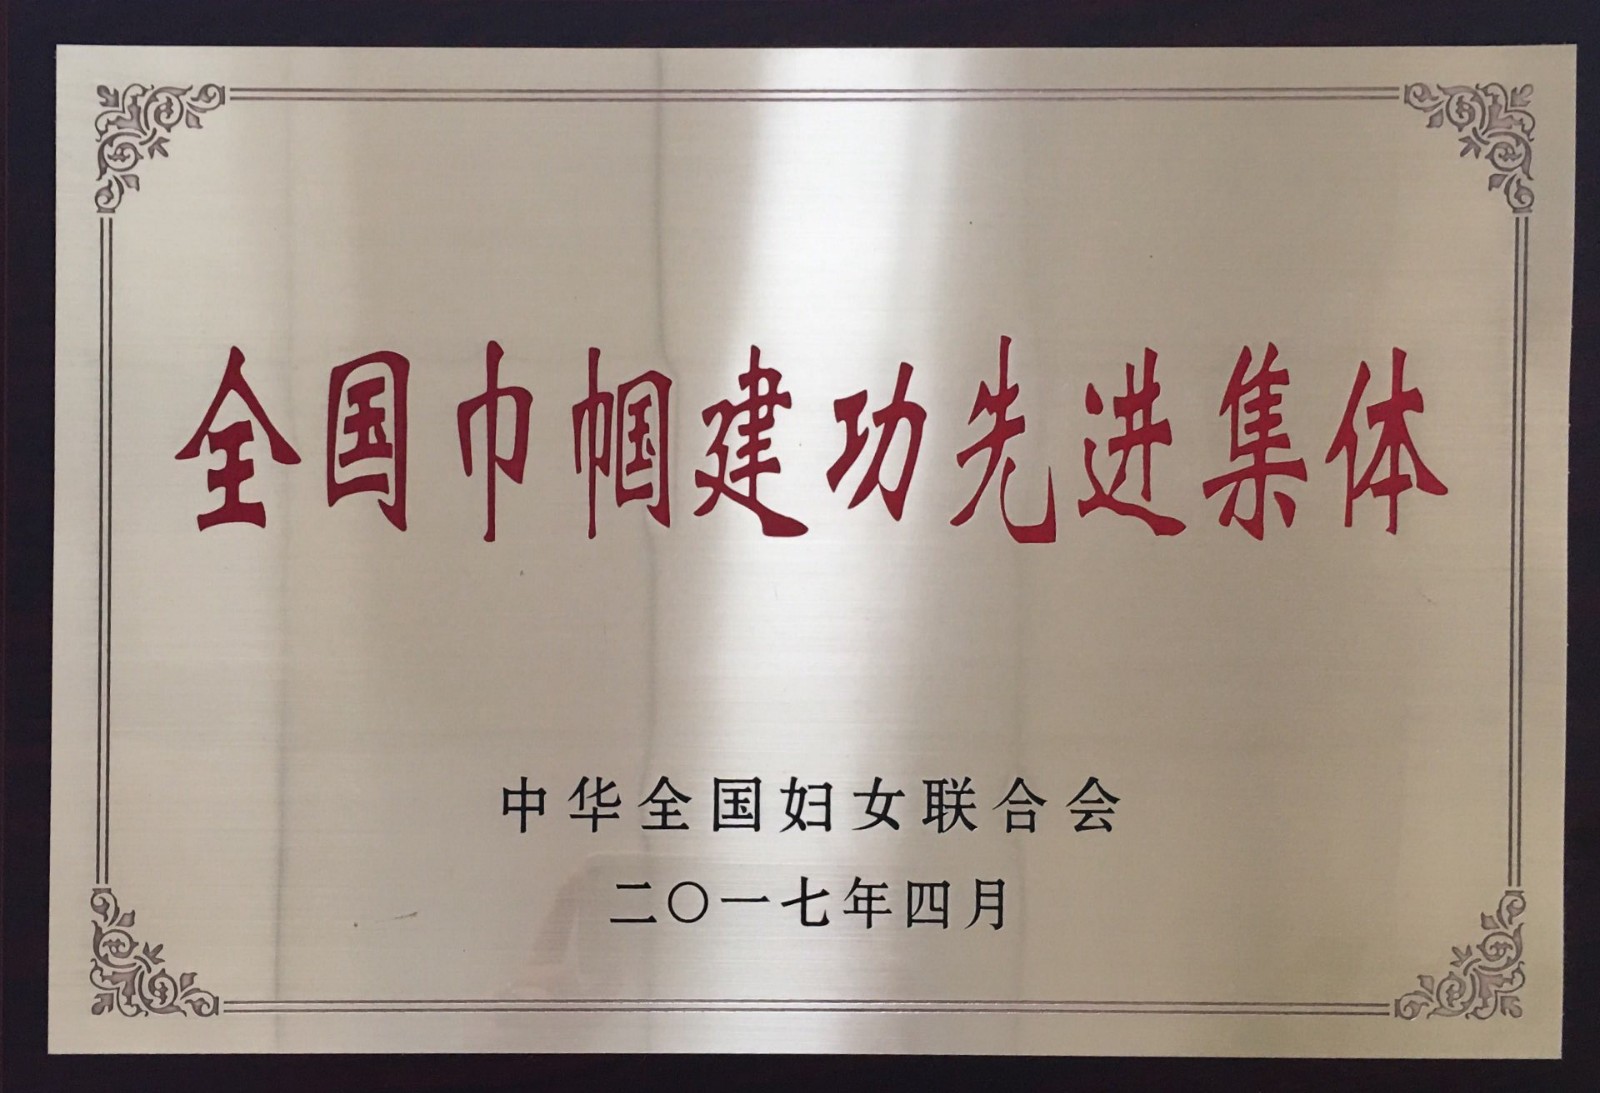 全国巾帼建功先进集体
中华全国妇女联合会
二〇一七年四月